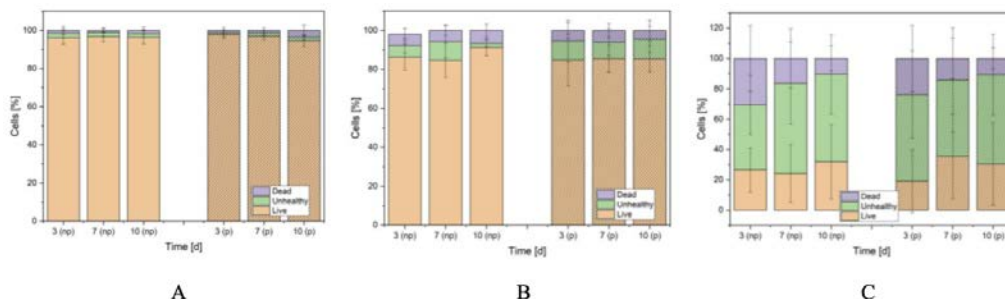 100
80
60
40
20
0
Cells [%]
Dead
Unhealthy
Live
3 (np) 7 (np) 10 (np) 3 (p) 7 (p) 10 (p)
Time [d]
A
100
80
60
40
20
0
Cells [%]
Dead
Unhealthy
Live
3 (np) 7 (np) 10 (np) 3 (p) 7 (p) 10 (p)
Time [d]
B
120
100
80
60
40
20
0
Cells [%]
Dead
Unhealthy
Live
3 (np) 7 (np) 10 (np) 3 (p) 7 (p) 10 (p)
Time [d]
C